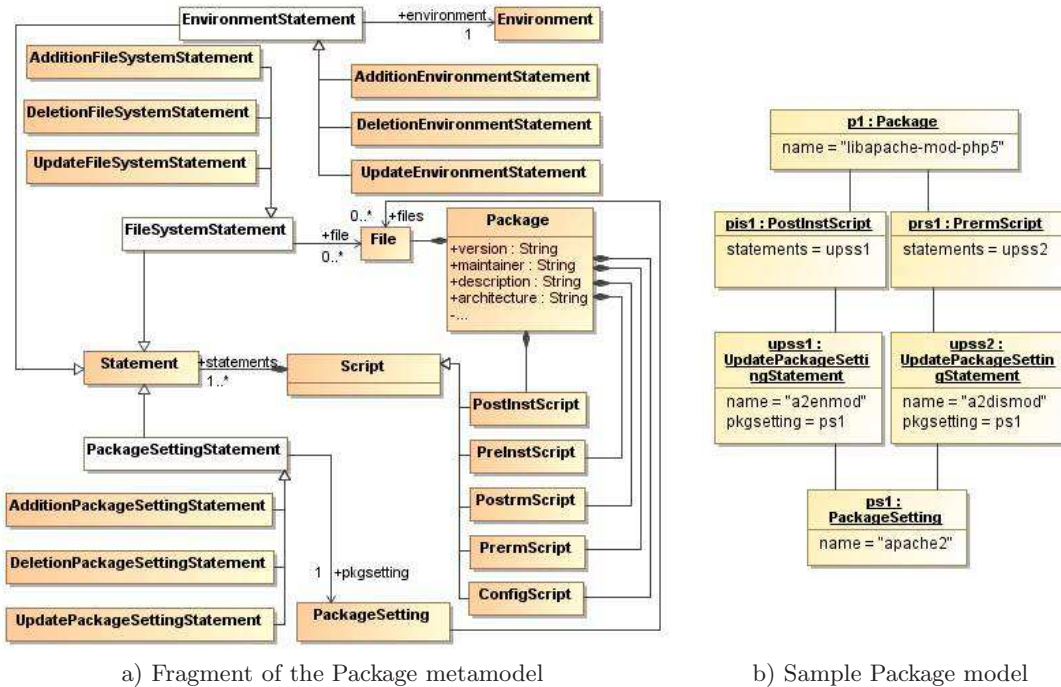 EnvironmentStatement
+environment
1
Environment
AdditionFileSystemStatement
DeletionFileSystemStatement
UpdateFileSystemStatement
AdditionEnvironmentStatement
DeletionEnvironmentStatement
UpdateEnvironmentStatement
FileSystemStatement
+file
0..*
0..*
+files
File
Package
+version : String
+maintainer : String
+description : String
+architecture : String
-...
Statement
+statements
1..*
Script
PostInstScript
PreInstScript
PostrmScript
PrermScript
ConfigScript
PackageSettingStatement
AdditionPackageSettingStatement
DeletionPackageSettingStatement
UpdatePackageSettingStatement
1
+pkgsetting
PackageSetting
a) Fragment of the Package metamodel
p1 : Package
name = "libapache-mod-php5"
pis1 : PostInstScript
statements = upss1
prs1 : PrermScript
statements = upss2
upss1 :
UpdatePackageSetti
ngStatement
name = "a2enmod"
pkgsetting = ps1
upss2 :
UpdatePackageSettin
gStatement
name = "a2dismod"
pkgsetting = ps1
ps1 :
PackageSetting
name = "apache2"
b) Sample Package model